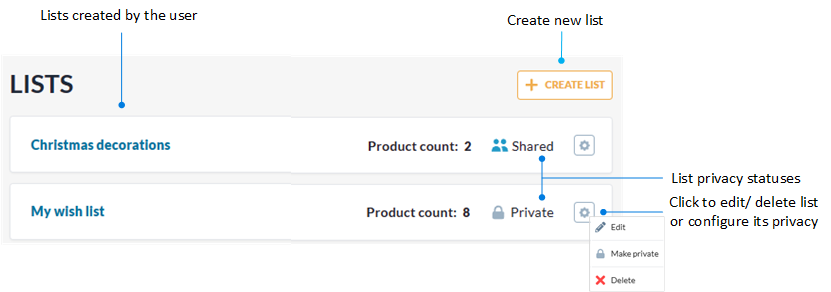 Lists created by the user
Create new list
LISTS
CREATE LIST
Christmas decorations Product count: 2 Shared
List privacy statuses
My wish list Product count: 8 Private
Click to edit/ delete list
or configure its privacy
Edit
Make private
Delete